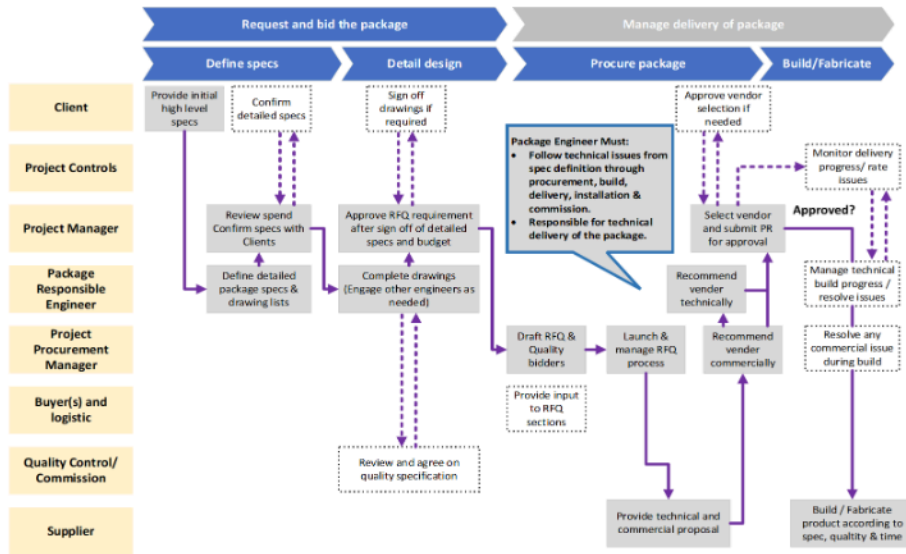 Request and bid the package
Manage delivery of package
Define specs
Detail design
Procure package
Build/Fabricate
Client
Provide initial
high level
specs
Confirm
detailed specs
Sign off
drawings if
required
Approve vendor
selection if
needed
Project Controls
Package Engineer Must:
• Follow technical issues from
spec definition through
procurement, build,
delivery, installation &
commission.
• Responsible for technical
delivery of the package.
Monitor delivery
progress/ rate
issues
Project Manager
Review spend
Confirm specs with
Clients
Approve RFQ requirement
after sign off of detailed
specs and budget
Select vendor
and submit PR
for approval
Approved?
Package
Responsible
Engineer
Define detailed
package specs &
drawing lists
Complete drawings
(Engage other engineers as
needed)
Recommend
vender
technically
Manage technical
build progress /
resolve issues
Project
Procurement
Manager
Draft RFQ &
Quality
bidders
Launch &
manage RFQ
process
Recommend
vender
commercially
Resolve any
commercial issue
during build
Buyer(s) and
logistic
Provide input
to RFQ
sections
Quality Control/
Commission
Review and agree on
quality specification
Supplier
Provide technical and
commercial proposal
Build / Fabricate
product according to
spec, qualtity & time